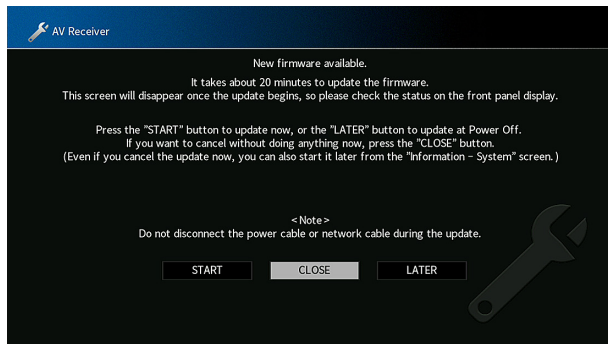 AV Receiver
New firmware available.
It takes about 20 minutes to update the firmware.
This screen will disappear once the update begins, so please check the status on the front panel display.
Press the ”START” button to update now, or the ”LATER” button to update at Power Off.
If you want to cancel without doing anything now, press the ”CLOSE” button.
(Even if you cancel the update now, you can also start it later from the ”Information – System” screen.)
<Note>
Do not disconnect the power cable or network cable during the update.
START CLOSE LATER